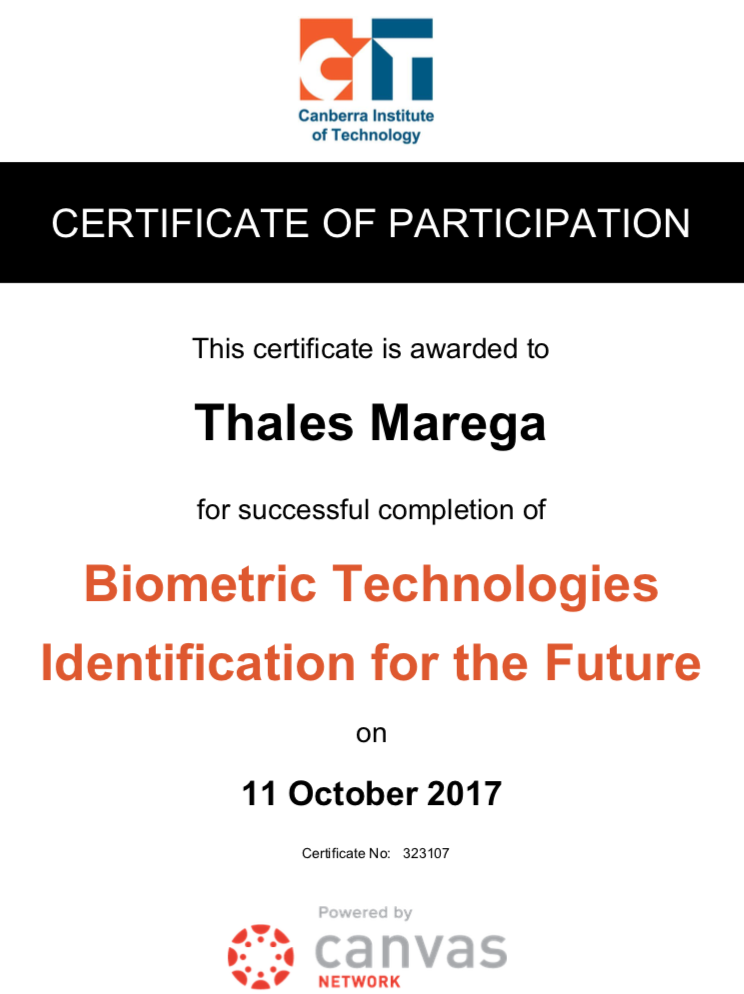 CIT
Canberra Institute
of Technology
CERTIFICATE OF PARTICIPATION
This certificate is awarded to
Thales Marega
for successful completion of
Biometric Technologies
Identification for the Future
on
11 October 2017
Certificate No: 323107
Powered by
canvas
NETWORK